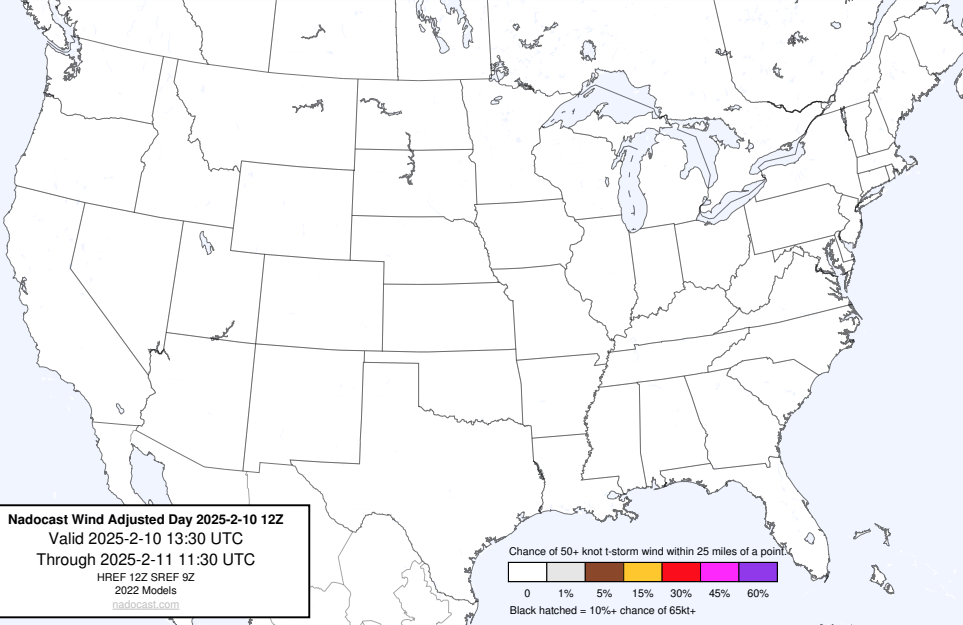 Nadocast Wind Adjusted Day 2025-2-10 12Z
Valid 2025-2-10 13:30 UTC
Through 2025-2-11 11:30 UTC
HREF 12Z SREF 9Z
2022 Models
nadocast.com
Chance of 50+ knot t-storm wind within 25 miles of a point.
0 1% 5% 15% 30% 45% 60%
Black hatched = 10%+ chance of 65kt+